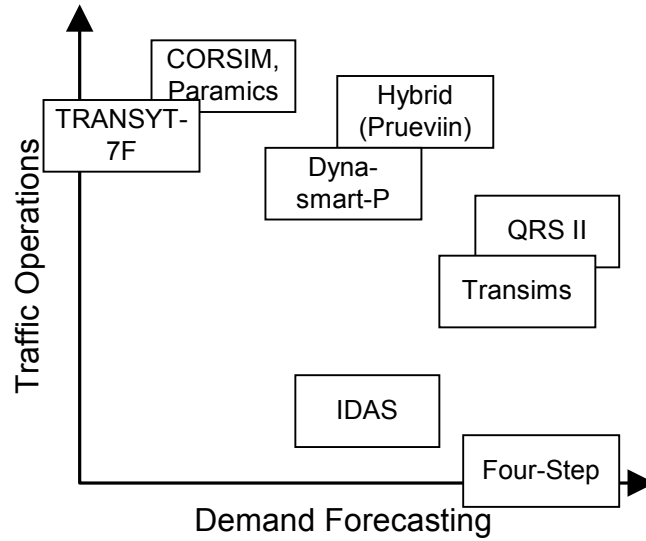 CORSIM,
Paramics
TRANSYT-
7F
Hybrid
(Prueviin)
Dyna-
smart-P
QRS II
Transims
IDAS
Four-Step
Traffic Operations
Demand Forecasting